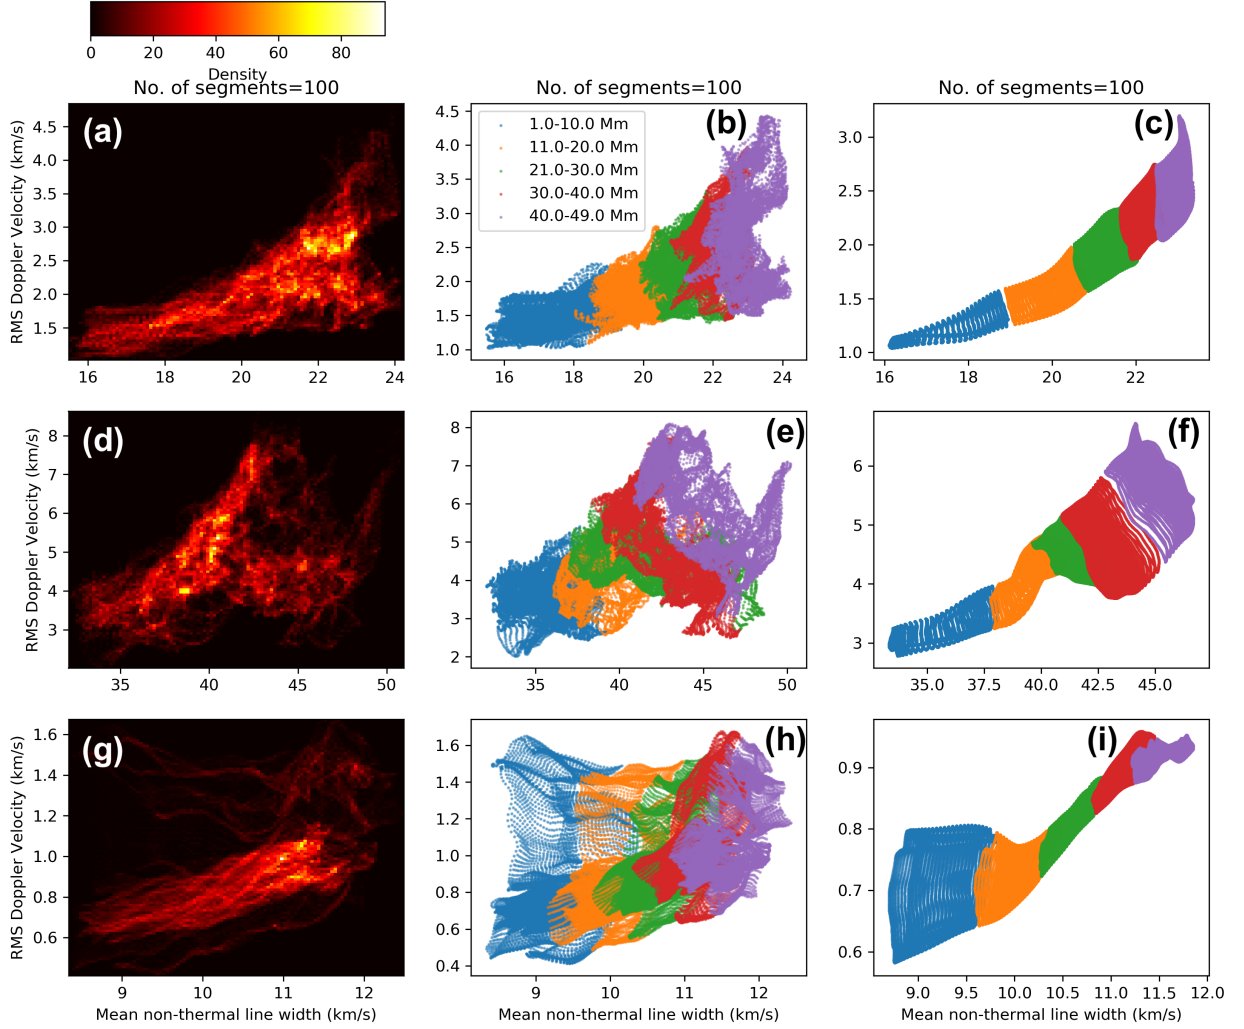 0 20 40 60 80
Density
No. of segments=100 No. of segments=100 No. of segments=100
(a) (b) (c)
RMS Doppler Velocity (km/s)
4.5
4.0
3.5
3.0
2.5
2.0
1.5
16 18 20 22 24
4.5
4.0
3.5
3.0
2.5
2.0
1.5
1.0
1.0-10.0 Mm
11.0-20.0 Mm
21.0-30.0 Mm
30.0-40.0 Mm
40.0-49.0 Mm
16 18 20 22 24
3.0
2.5
2.0
1.5
1.0
16 18 20 22
(d) (e) (f)
RMS Doppler Velocity (km/s)
8
7
6
5
4
3
35 40 45 50
8
7
6
5
4
3
2
35 40 45 50
6
5
4
3
35.0 37.5 40.0 42.5 45.0
(g) (h) (i)
RMS Doppler Velocity (km/s)
1.6
1.4
1.2
1.0
0.8
0.6
9 10 11 12
Mean non-thermal line width (km/s)
1.6
1.4
1.2
1.0
0.8
0.6
0.4
9 10 11 12
Mean non-thermal line width (km/s)
0.9
0.8
0.7
0.6
9.0 9.5 10.0 10.5 11.0 11.5 12.0
Mean non-thermal line width (km/s)